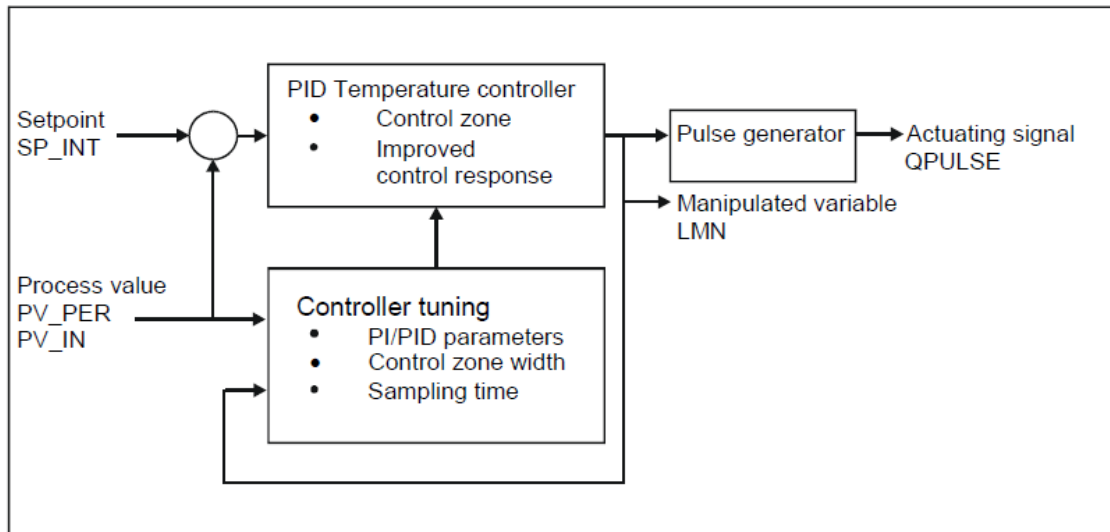 Setpoint
SP_INT
PID Temperature controller
• Control zone
• Improved
control response
Pulse generator
Actuating signal
QPULSE
Manipulated variable
LMN
Process value
PV_PER
PV_IN
Controller tuning
• PI/PID parameters
• Control zone width
• Sampling time